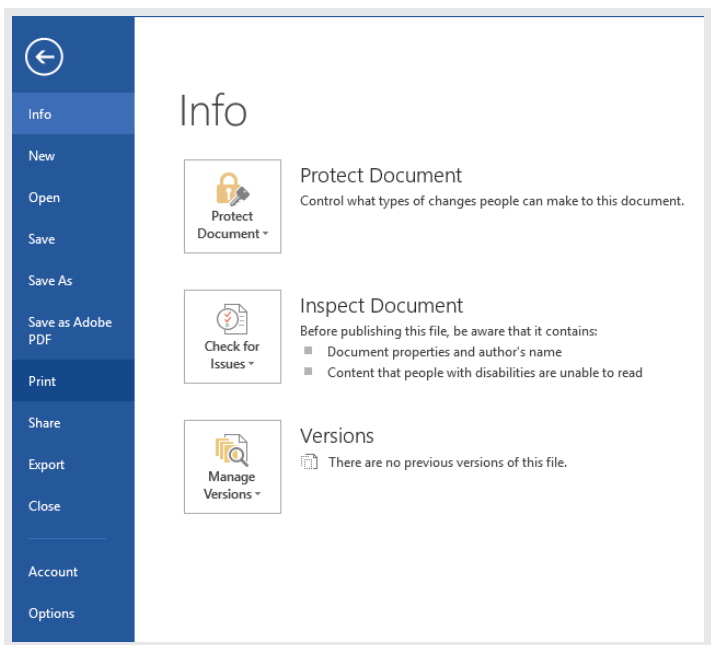 Info
New
Open
Save
Save As
Save as Adobe
PDF
Print
Share
Export
Close
Account
Options
Info
Protect
Document
Protect Document
Control what types of changes people can make to this document.
Check for
Issues
Inspect Document
Before publishing this file, be aware that it contains:
Document properties and author's name
Content that people with disabilities are unable to read
Manage
Versions
Versions
There are no previous versions of this file.